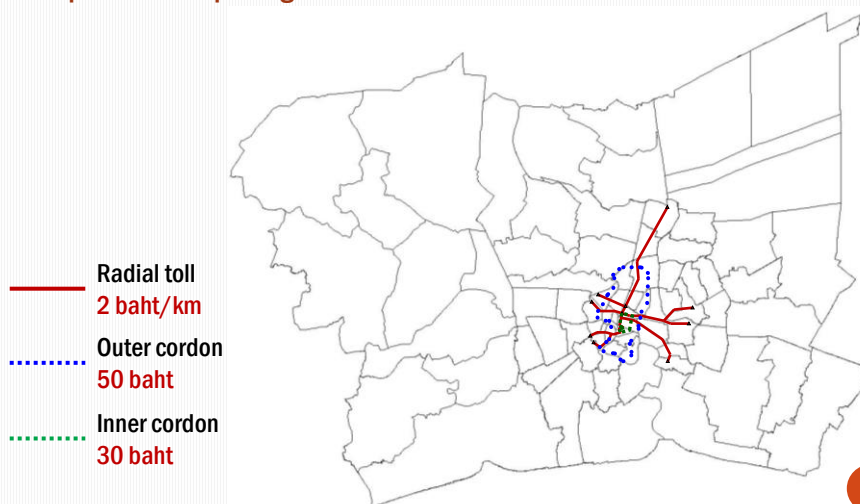 Radial toll
2 baht/km
Outer cordon
50 baht
Inner cordon
30 baht